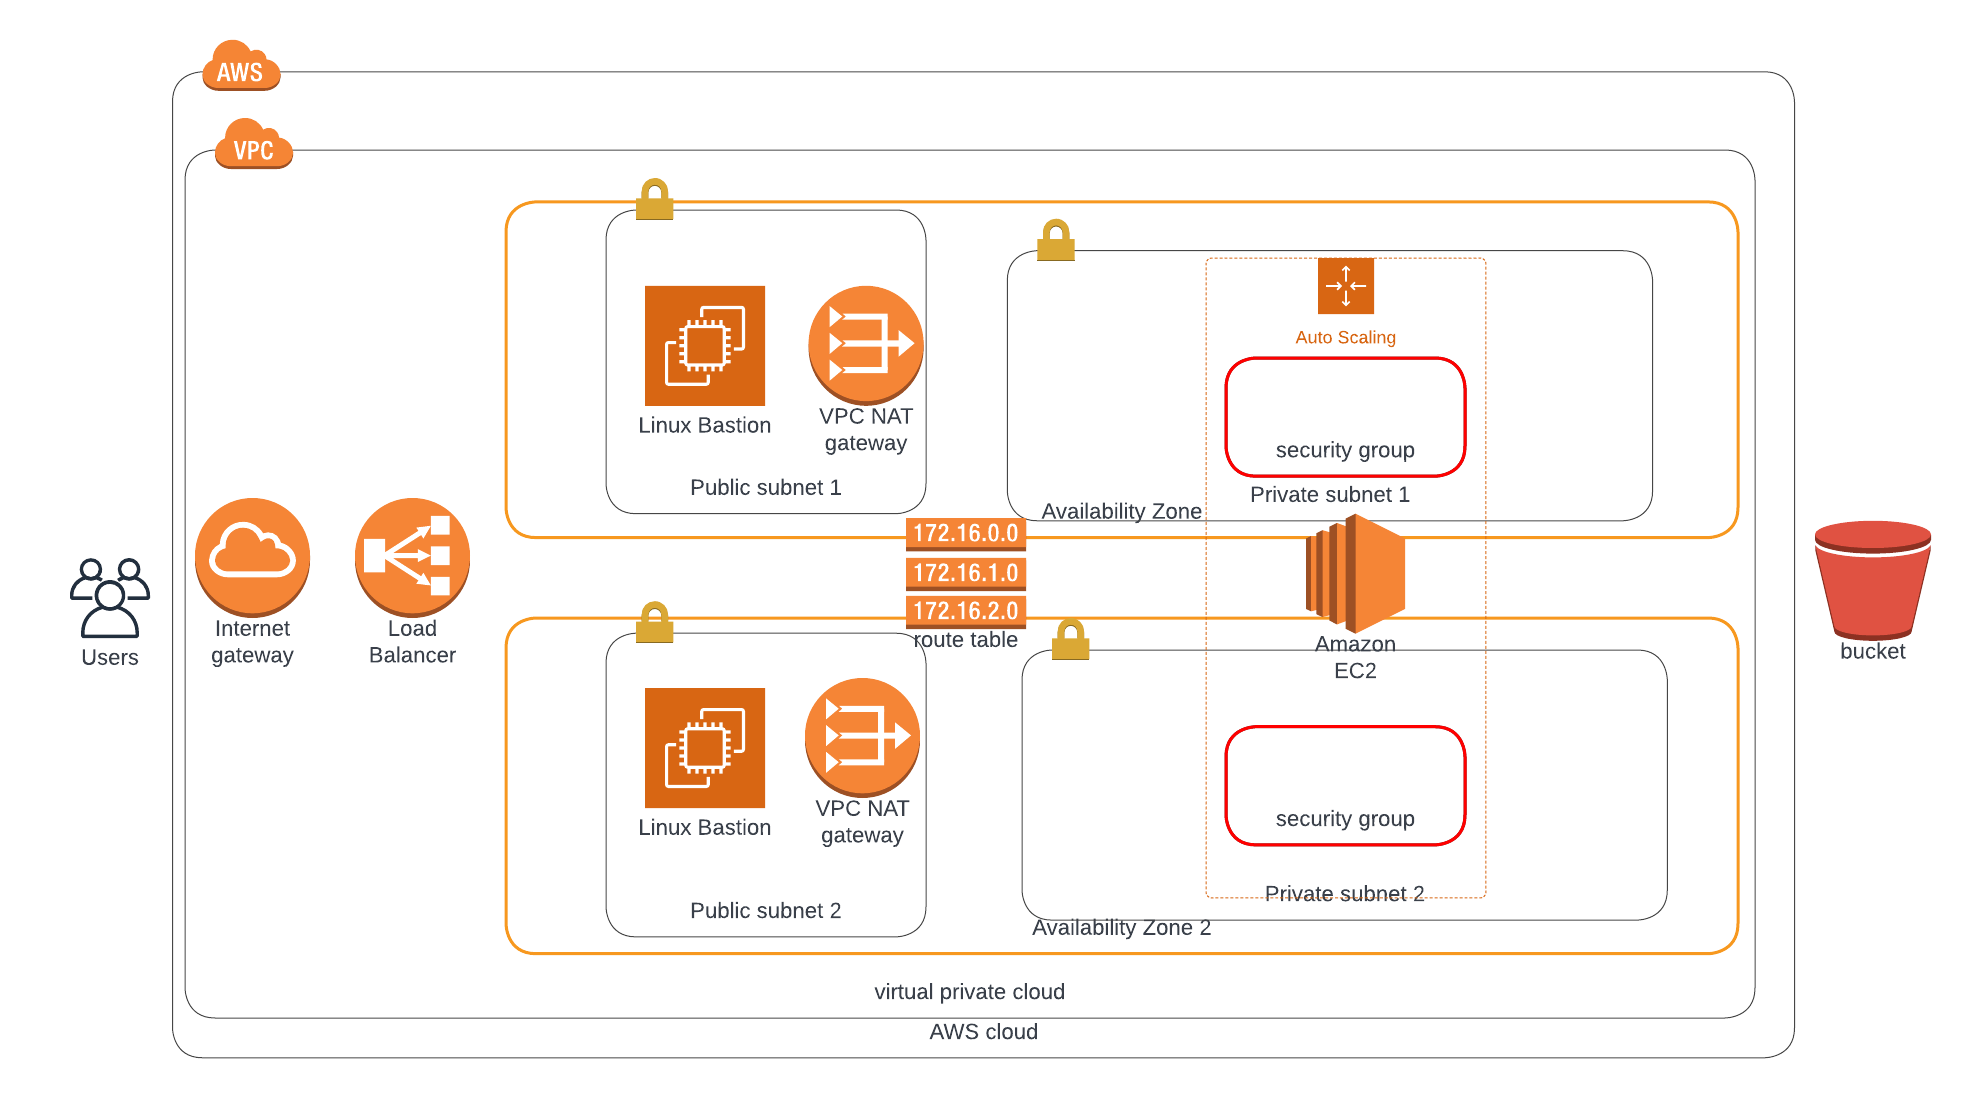 AWS
VPC
Linux Bastion
VPC NAT
gateway
Public subnet 1
Auto Scaling
security group
Private subnet 1
Availability Zone
172.16.0.0
172.16.1.0
172.16.2.0
route table
Users
Internet
gateway
Load
Balancer
Amazon
EC2
bucket
Linux Bastion
VPC NAT
gateway
Public subnet 2
security group
Private subnet 2
Availability Zone 2
virtual private cloud
AWS cloud